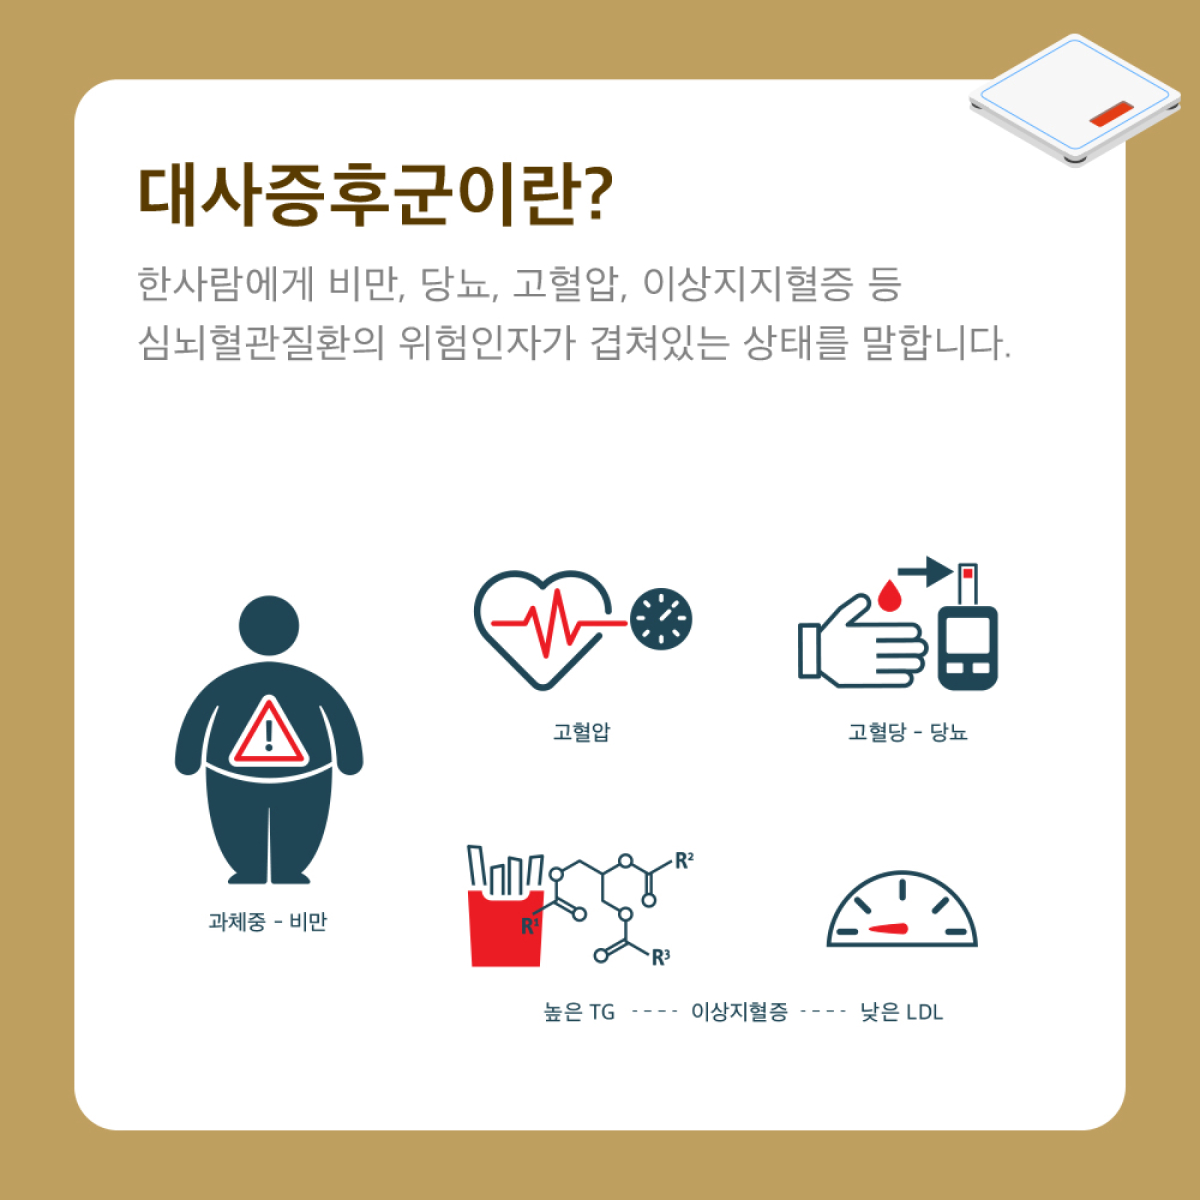 대사증후군이란?
한사람에게 비만, 당뇨, 고혈압, 이상지지혈증 등
심뇌혈관질환의 위험인자가 겹쳐있는 상태를 말합니다.
고혈압
고혈당 - 당뇨
과체중 - 비만
R¹
R²
R³
높은 TG ---- 이상지혈증 ---- 낮은 LDL